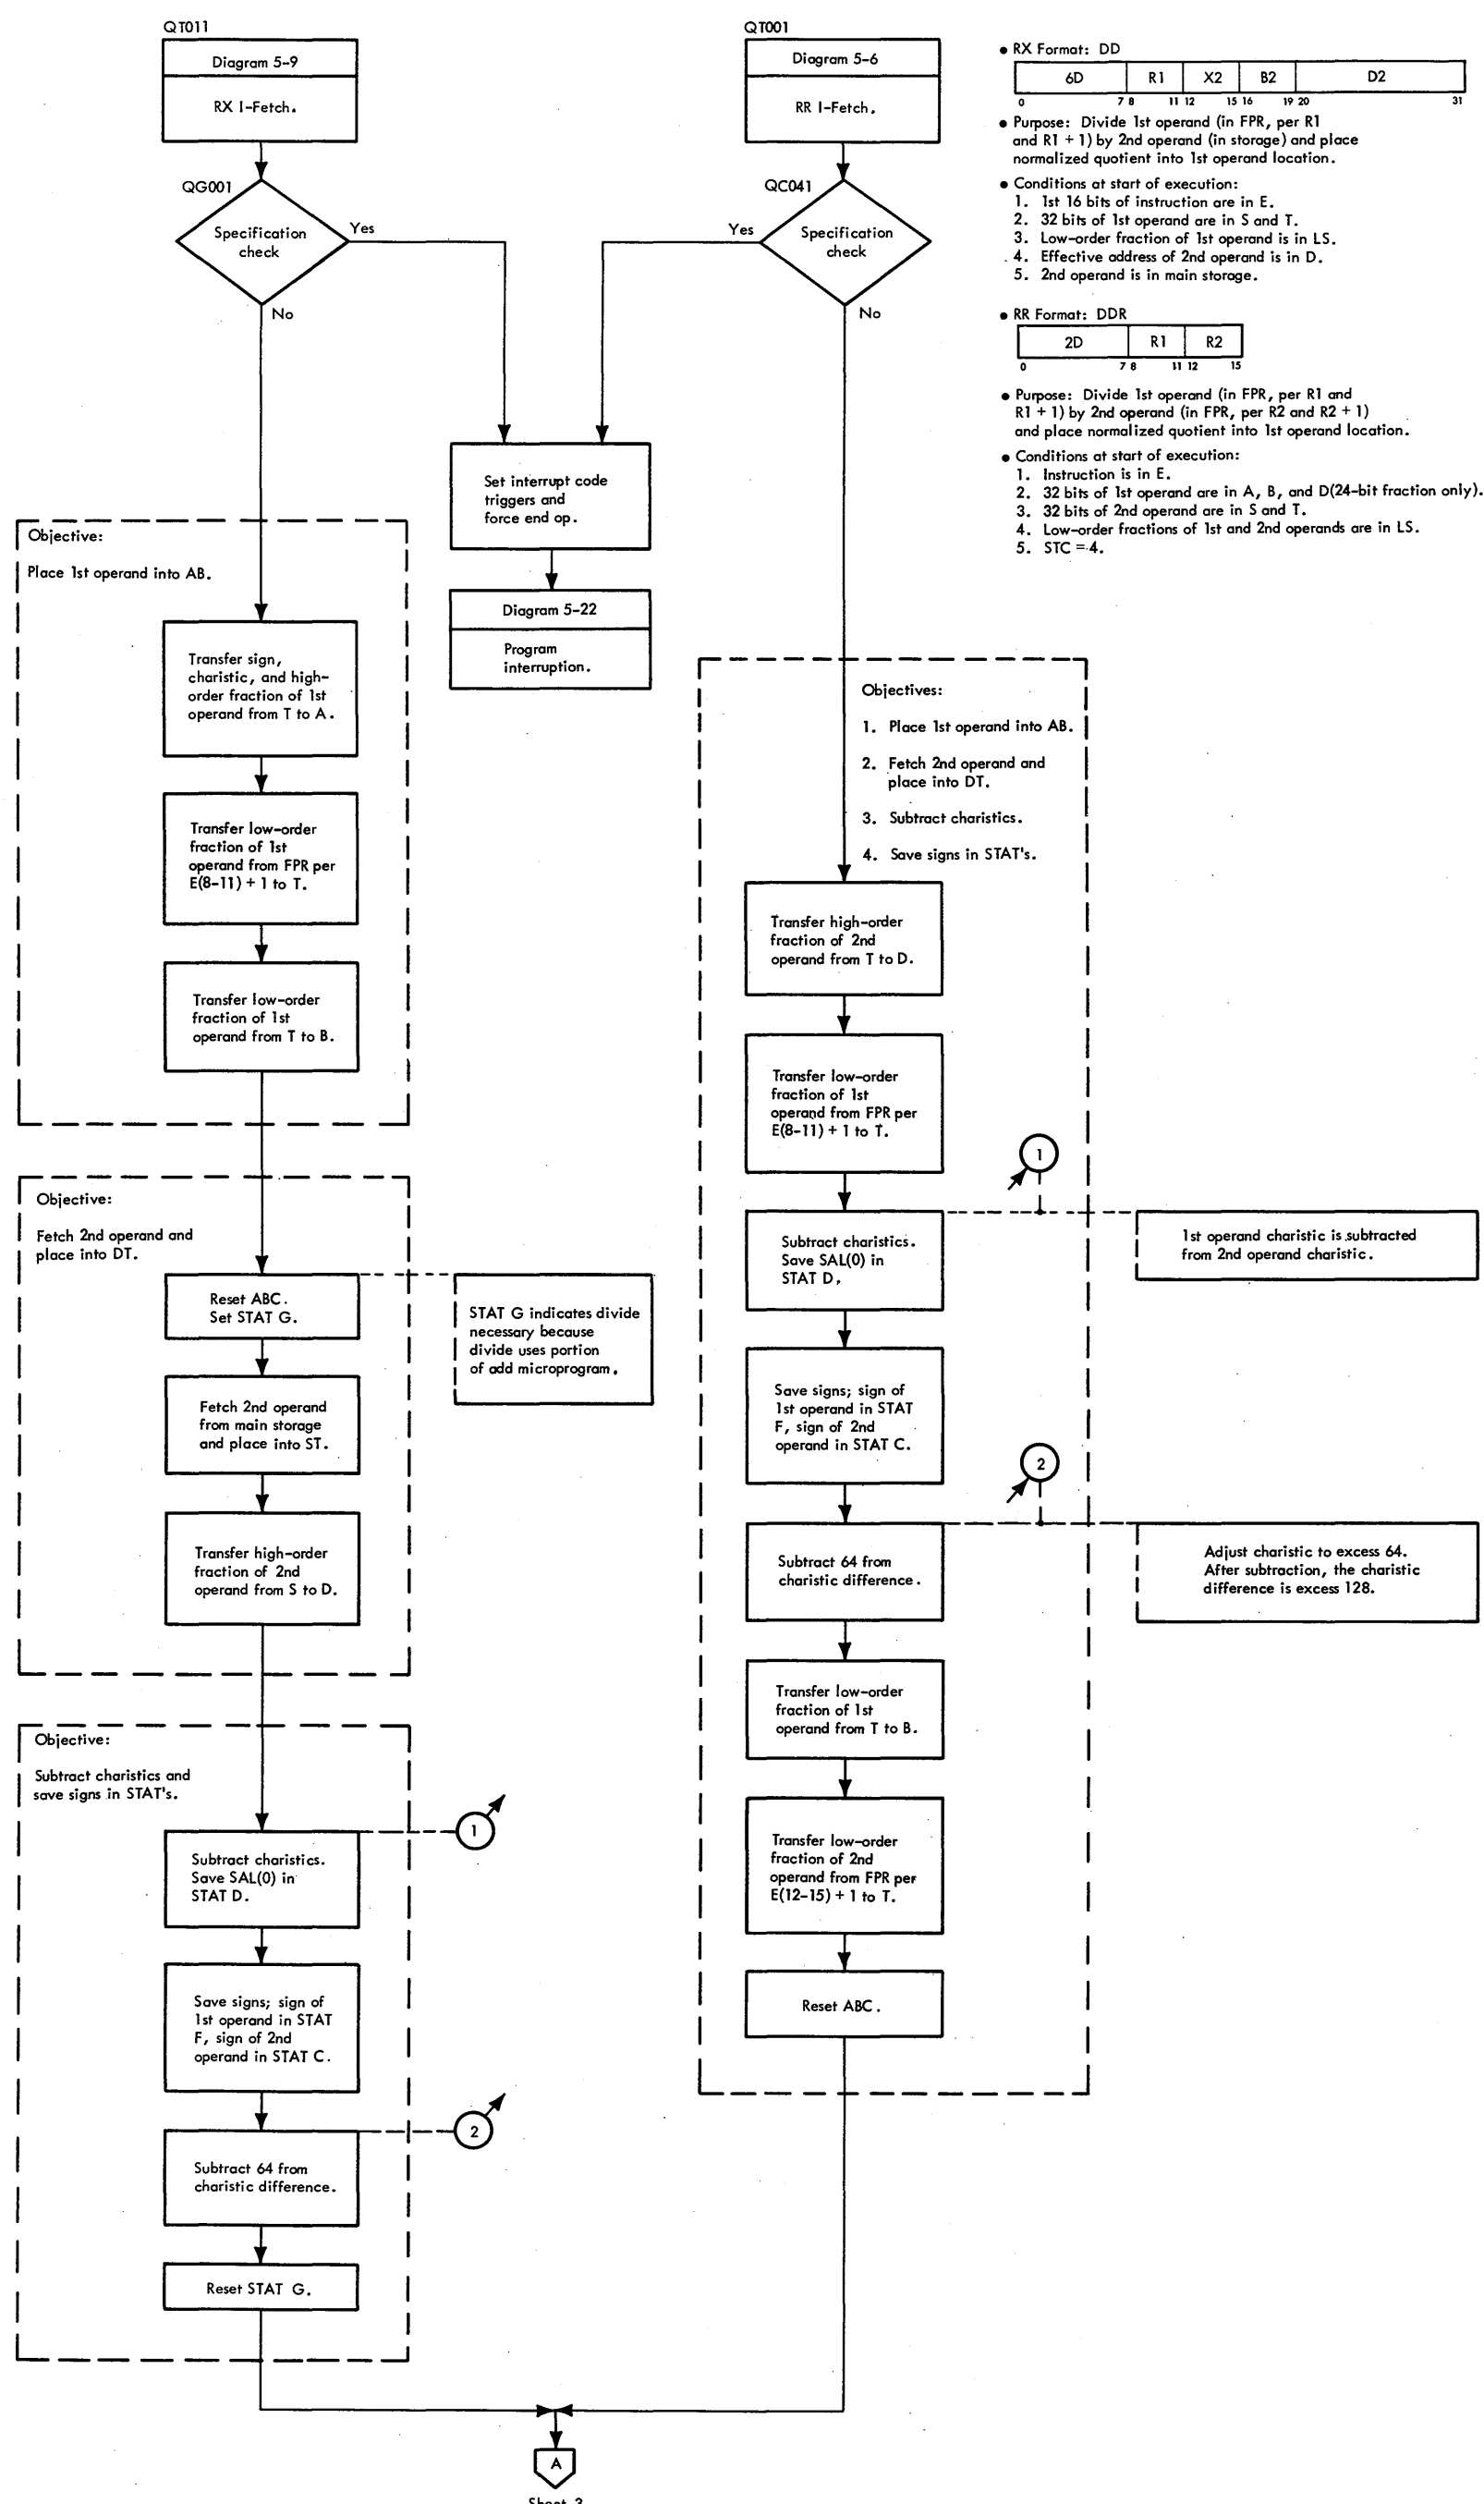 QT011
Diagram 5-9
RX I-Fetch.
QG001
Specification
check
Yes
No
QT001
Diagram 5-6
RR I-Fetch.
QC041
Specification
check
Yes
No
Set interrupt code
triggers and
force end op.
Diagram 5-22
Program
interruption.
● RX Format: DD
6D R1 X2 B2 D2
0 7 8 11 12 15 16 19 20 31
● Purpose: Divide 1st operand (in FPR, per R1
and R1 + 1) by 2nd operand (in storage) and place
normalized quotient into 1st operand location.
● Conditions at start of execution:
1. 1st 16 bits of instruction are in E.
2. 32 bits of 1st operand are in S and T.
3. Low-order fraction of 1st operand is in LS.
4. Effective address of 2nd operand is in D.
5. 2nd operand is in main storage.
● RR Format: DDR
2D R1 R2
0 7 8 11 12 15
● Purpose: Divide 1st operand (in FPR, per R1 and
R1 + 1) by 2nd operand (in FPR, per R2 and R2 + 1)
and place normalized quotient into 1st operand location.
● Conditions at start of execution:
1. Instruction is in E.
2. 32 bits of 1st operand are in A, B, and D(24-bit fraction only).
3. 32 bits of 2nd operand are in S and T.
4. Low-order fractions of 1st and 2nd operands are in LS.
5. STC = 4.
Objective:
Place 1st operand into AB.
Transfer sign,
charistic, and high-
order fraction of 1st
operand from T to A.
Transfer low-order
fraction of 1st
operand from FPR per
E(8-11) + 1 to T.
Transfer low-order
fraction of 1st
operand from T to B.
Objective:
Fetch 2nd operand and
place into DT.
Reset ABC.
Set STAT G.
STAT G indicates divide
necessary because
divide uses portion
of add microprogram.
Fetch 2nd operand
from main storage
and place into ST.
Transfer high-order
fraction of 2nd
operand from S to D.
Objective:
Subtract charistics and
save signs in STAT's.
Subtract charistics.
Save SAL(0) in
STAT D.
1
Save signs; sign of
1st operand in STAT
F, sign of 2nd
operand in STAT C.
2
Subtract 64 from
charistic difference.
Reset STAT G.
Objectives:
1. Place 1st operand into AB.
2. Fetch 2nd operand and
place into DT.
3. Subtract charistics.
4. Save signs in STAT's.
Transfer high-order
fraction of 2nd
operand from T to D.
Transfer low-order
fraction of 1st
operand from FPR per
E(8-11) + 1 to T.
1
Subtract charistics.
Save SAL(0) in
STAT D.
1st operand charistic is subtracted
from 2nd operand charistic.
Save signs; sign of
1st operand in STAT
F, sign of 2nd
operand in STAT C.
2
Subtract 64 from
charistic difference.
Adjust charistic to excess 64.
After subtraction, the charistic
difference is excess 128.
Transfer low-order
fraction of 1st
operand from T to B.
Transfer low-order
fraction of 2nd
operand from FPR per
E(12-15) + 1 to T.
Reset ABC.
A
Sheet 3